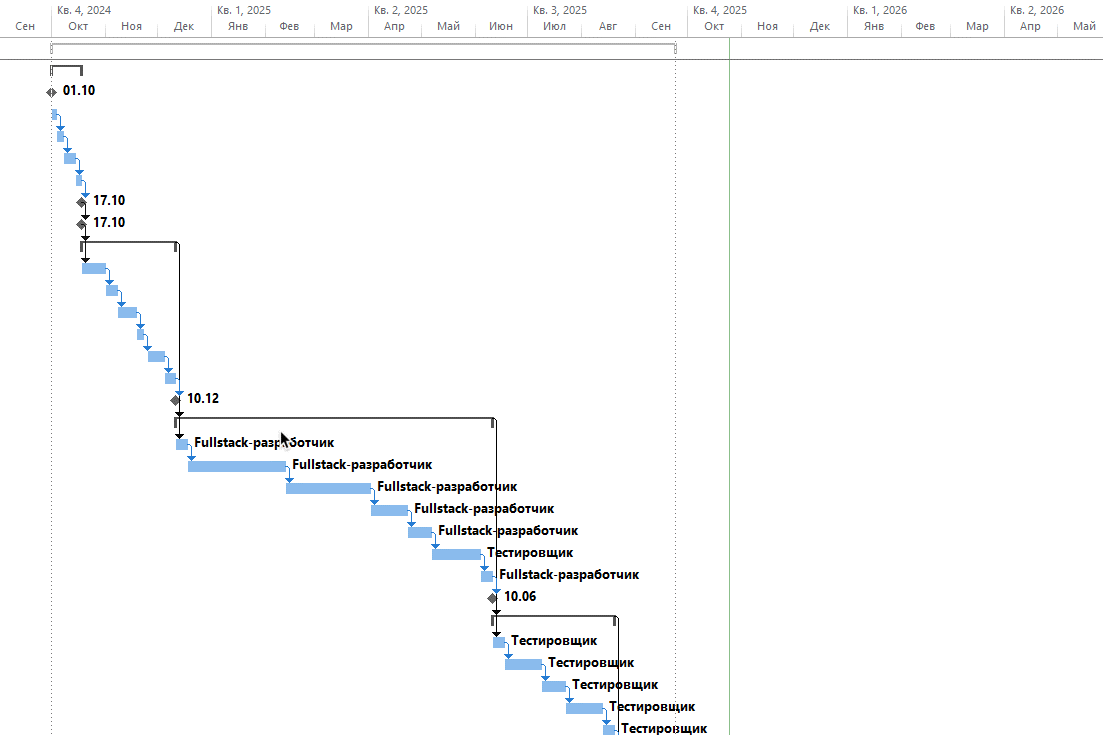 Кв. 4, 2024 Кв. 1, 2025 Кв. 2, 2025 Кв. 3, 2025 Кв. 4, 2025 Кв. 1, 2026 Кв. 2, 2026
Сен Окт Ноя Дек Янв Фев Мар Апр Май Июн Июл Авг Сен Окт Ноя Дек Янв Фев Мар Апр Май
01.10
17.10
17.10
10.12
Fullstack-разработчик
Fullstack-разработчик
Fullstack-разработчик
Fullstack-разработчик
Fullstack-разработчик
Тестировщик
Fullstack-разработчик
10.06
Тестировщик
Тестировщик
Тестировщик
Тестировщик
Тестировщик